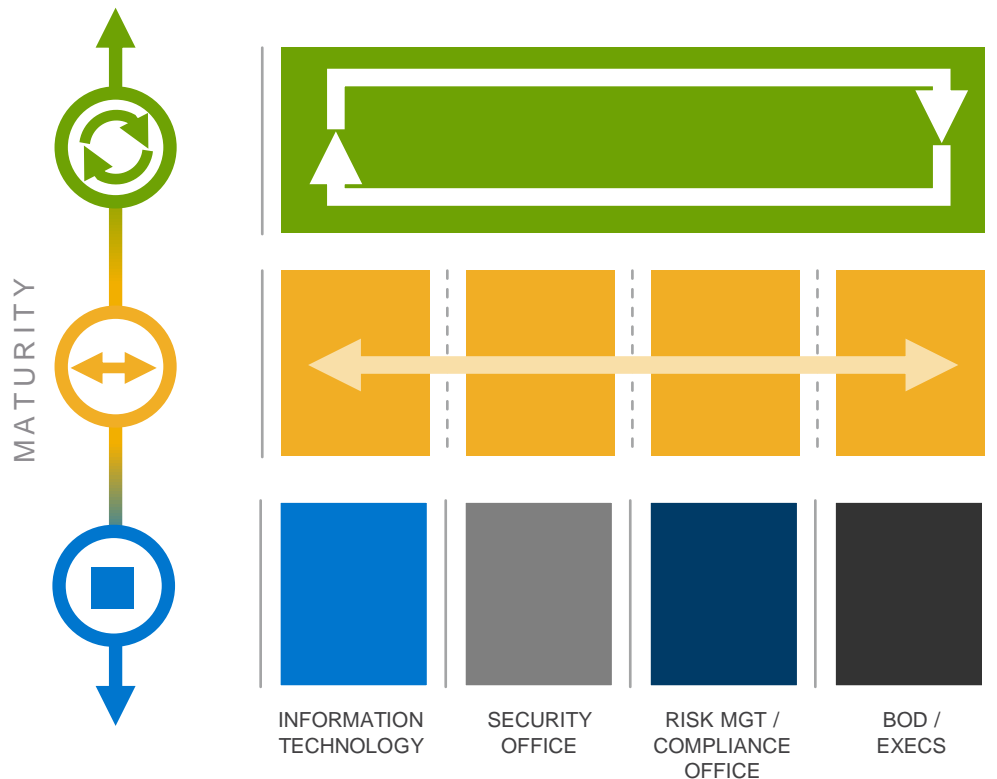 MATURITY
INFORMATION
TECHNOLOGY
SECURITY
OFFICE
RISK MGT /
COMPLIANCE
OFFICE
BOD /
EXECS